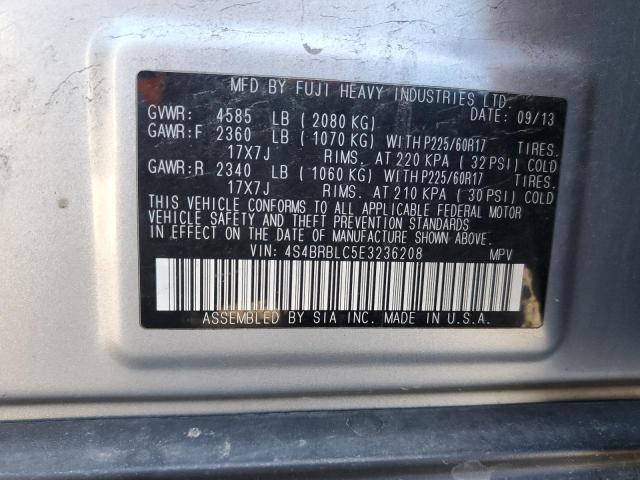 MFD BY FUJI HEAVY INDUSTRIES LTD.
GVWR: 4585 LB ( 2080 KG) DATE: 09/13
GAWR:F 2360 LB ( 1070 KG) WITH P225/60R17 TIRES.
17X7J RIMS. AT 220 KPA ( 32 PSI) COLD
GAWR:R 2340 LB ( 1060 KG) WITH P225/60R17 TIRES.
17X7J RIMS. AT 210 KPA ( 30 PSI) COLD
THIS VEHICLE CONFORMS TO ALL APPLICABLE FEDERAL MOTOR
VEHICLE SAFETY AND THEFT PREVENTION STANDARDS
IN EFFECT ON THE DATE OF MANUFACTURE SHOWN ABOVE.
VIN: 4S4BRBLC5E3236208 MPV
ASSEMBLED BY SIA INC. MADE IN U.S.A.